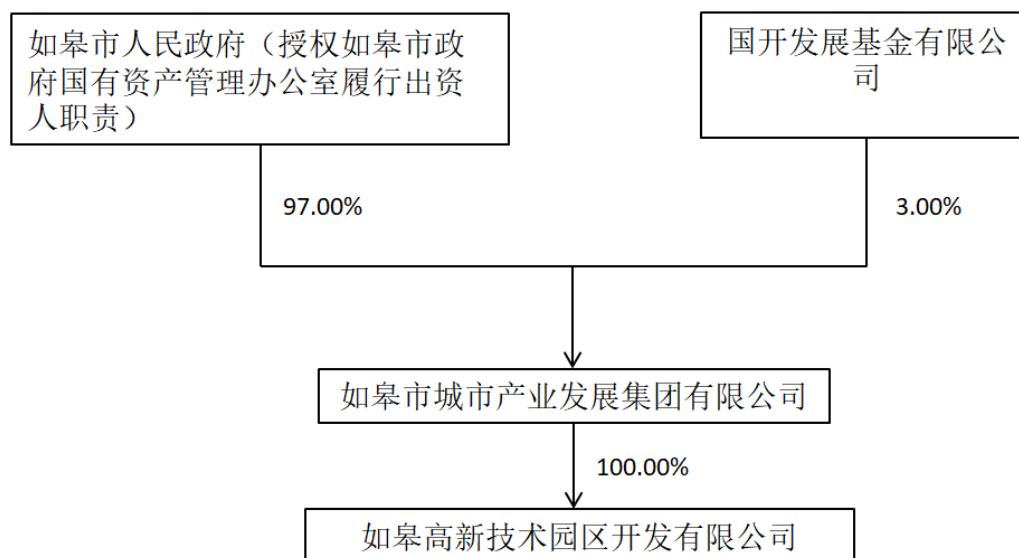 如皋市人民政府（授权如皋市政
府国有资产管理办公室履行出资
人职责）
国开发展基金有限公
司
97.00%
3.00%
如皋市城市产业发展集团有限公司
100.00%
如皋高新技术园区开发有限公司